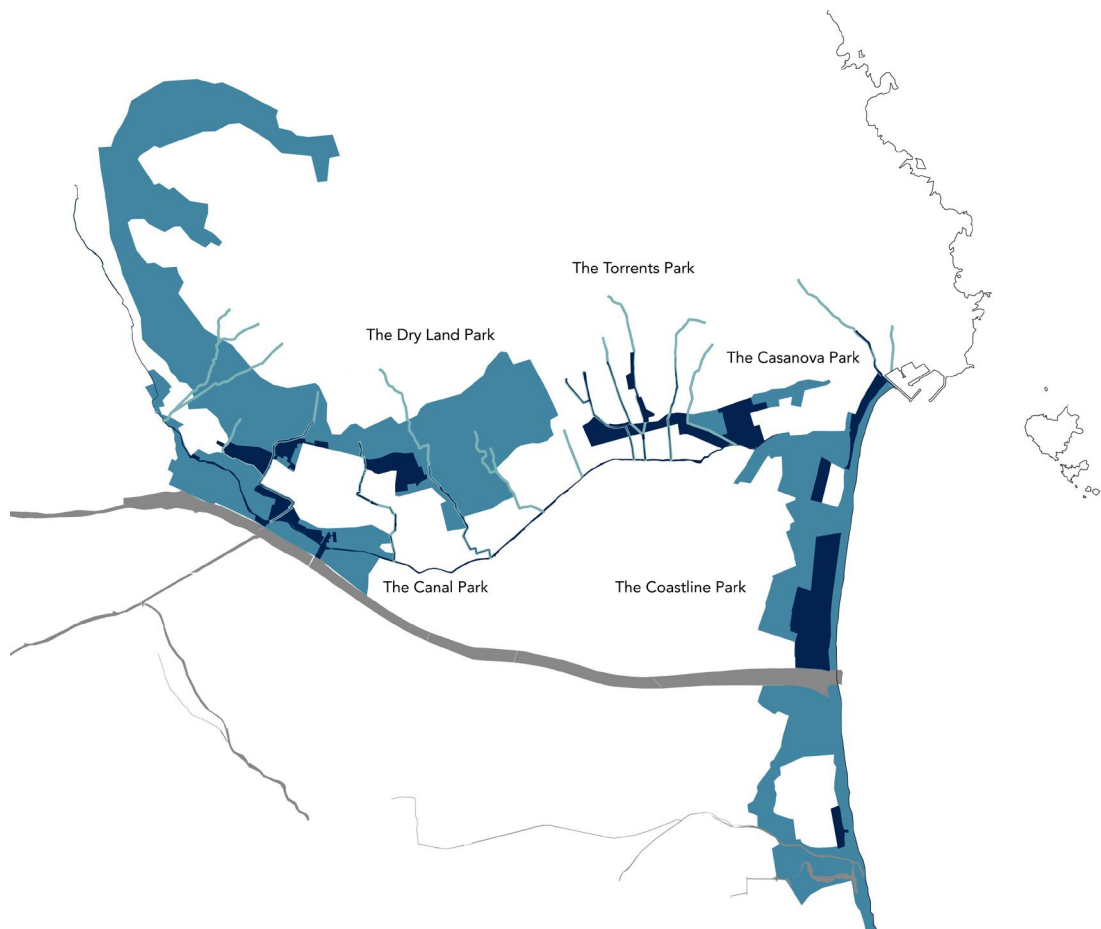 The Torrents Park
The Dry Land Park
The Casanova Park
The Canal Park
The Coastline Park